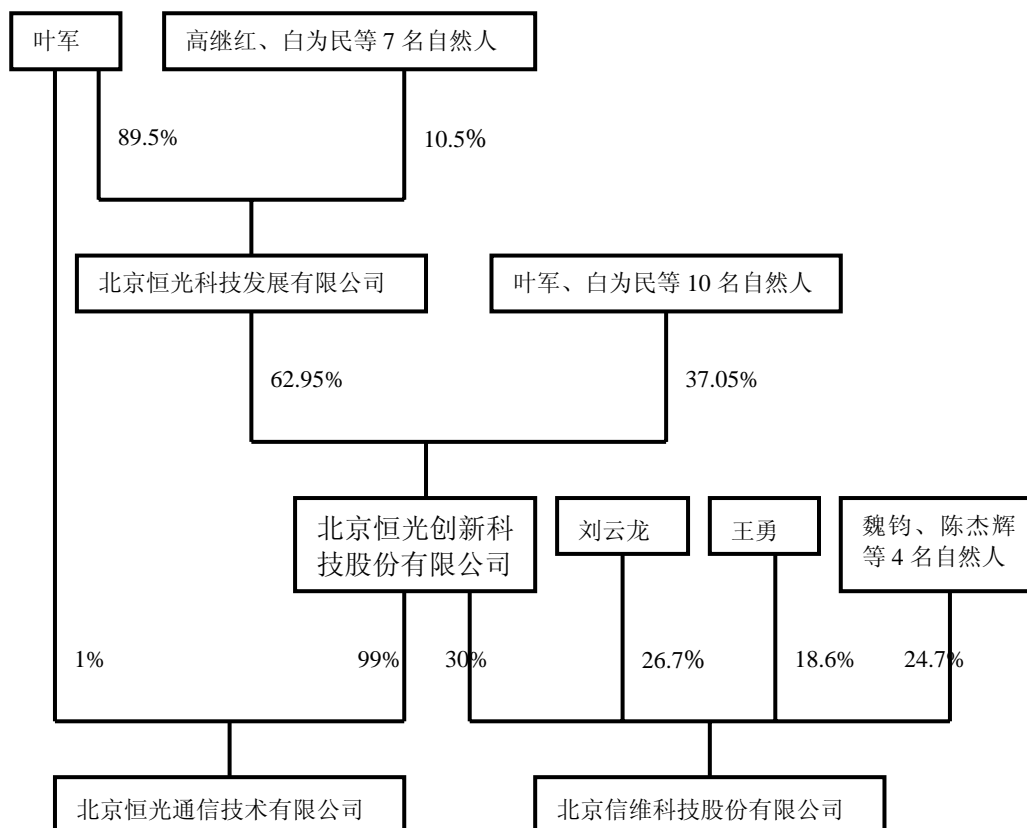 叶军
高继红、白为民等 7 名自然人
89.5%
10.5%
北京恒光科技发展有限公司
叶军、白为民等 10 名自然人
62.95%
37.05%
北京恒光创新科
技股份有限公司
刘云龙
王勇
魏钧、陈杰辉
等 4 名自然人
1%
99%
30%
26.7%
18.6%
24.7%
北京恒光通信技术有限公司
北京信维科技股份有限公司